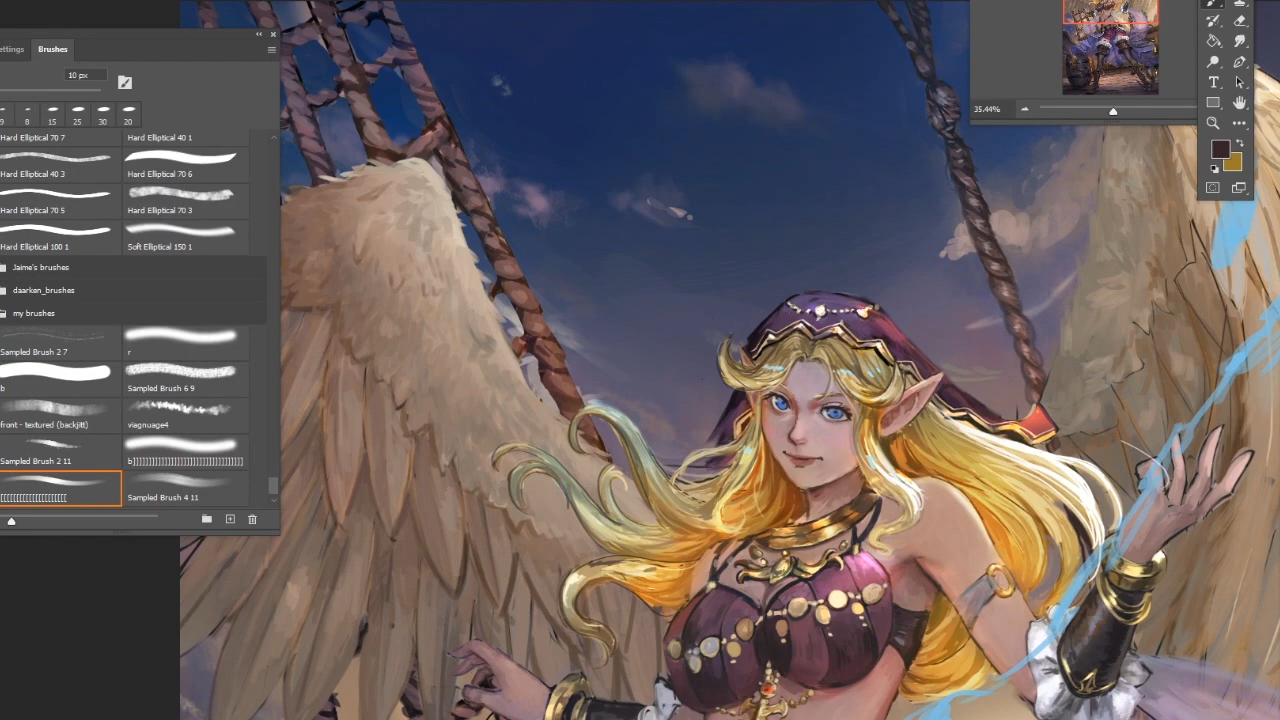 ettings Brushes
10 px
9 8 15 25 30 20
Hard Elliptical 70 7 Hard Elliptical 40 1
Hard Elliptical 40 3 Hard Elliptical 70 6
Hard Elliptical 70 5 Hard Elliptical 70 3
Hard Elliptical 100 1 Soft Elliptical 150 1
Jaime's brushes
daarken_brushes
my brushes
Sampled Brush 2 7 r
b Sampled Brush 6 9
front - textured (backjitt) viagnuage4
Sampled Brush 2 11
Sampled Brush 4 11
35.44%